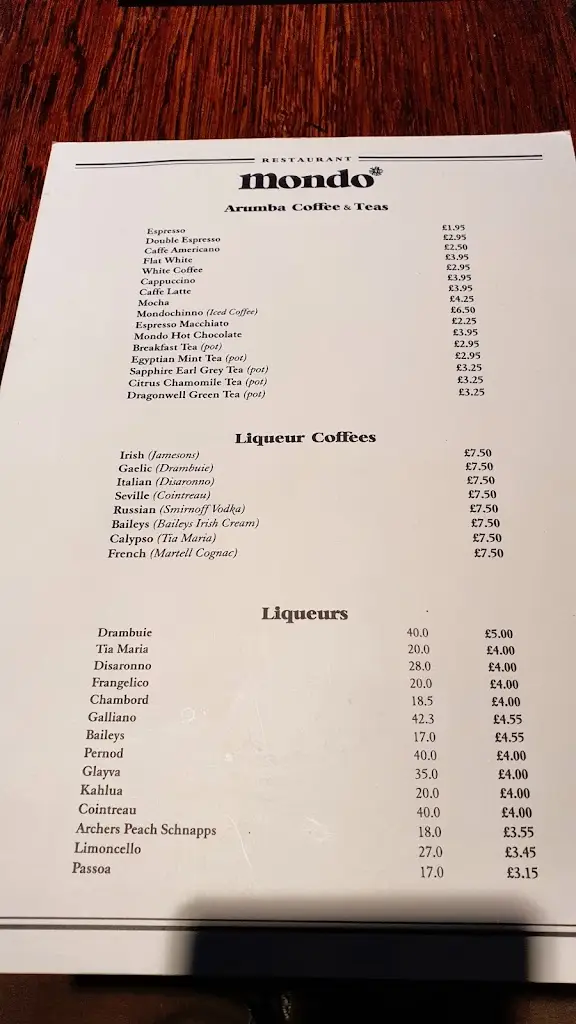 RESTAURANT
mondo
Arumba Coffee & Teas
Espresso £1.95
Double Espresso £2.95
Caffe Americano £2.50
Flat White £3.95
White Coffee £2.95
Cappuccino £3.95
Caffe Latte £3.95
Mocha £4.25
Mondochinno (Iced Coffee) £6.50
Espresso Macchiato £2.25
Mondo Hot Chocolate £3.95
Breakfast Tea (pot) £2.95
Egyptian Mint Tea (pot) £2.95
Sapphire Earl Grey Tea (pot) £3.25
Citrus Chamomile Tea (pot) £3.25
Dragonwell Green Tea (pot) £3.25
Liqueur Coffees
Irish (Jamesons) £7.50
Gaelic (Drambuie) £7.50
Italian (Disaronno) £7.50
Seville (Cointreau) £7.50
Russian (Smirnoff Vodka) £7.50
Baileys (Baileys Irish Cream) £7.50
Calypso (Tia Maria) £7.50
French (Martell Cognac) £7.50
Liqueurs
Drambuie 40.0 £5.00
Tia Maria 20.0 £4.00
Disaronno 28.0 £4.00
Frangelico 20.0 £4.00
Chambord 18.5 £4.00
Galliano 42.3 £4.55
Baileys 17.0 £4.55
Pernod 40.0 £4.00
Glayva 35.0 £4.00
Kahlua 20.0 £4.00
Cointreau 40.0 £4.00
Archers Peach Schnapps 18.0 £3.55
Limoncello 27.0 £3.45
Passoa 17.0 £3.15